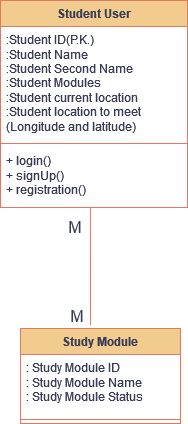 Student User
:Student ID(P.K.)
:Student Name
:Student Second Name
:Student Modules
:Student current location
:Student location to meet
(Longitude and latitude)
+ login()
+ signUp()
+ registration()
M
M
Study Module
: Study Module ID
: Study Module Name
: Study Module Status